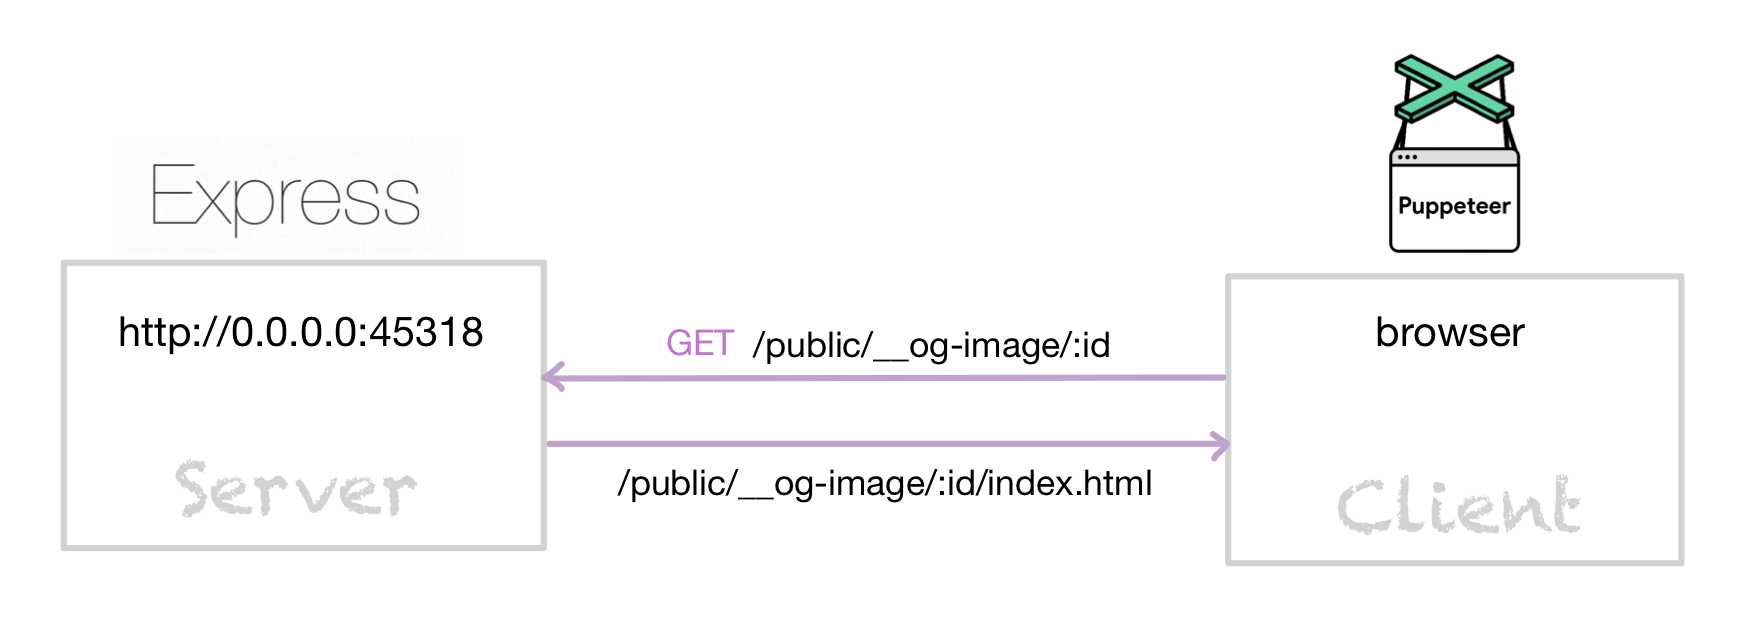 Express
Puppeteer
http://0.0.0.0:45318
GET /public/__og-image/:id
browser
/public/__og-image/:id/index.html
Server
Client